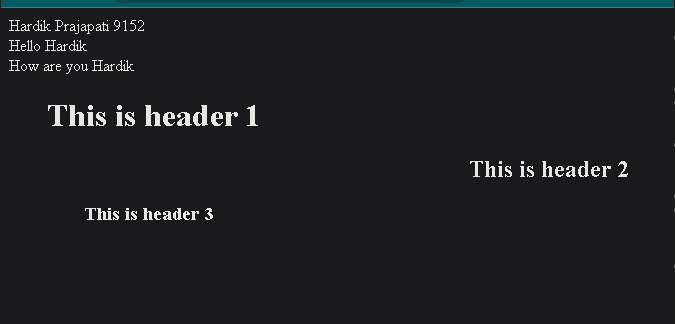 Hardik Prajapati 9152
Hello Hardik
How are you Hardik
This is header 1
This is header 2
This is header 3